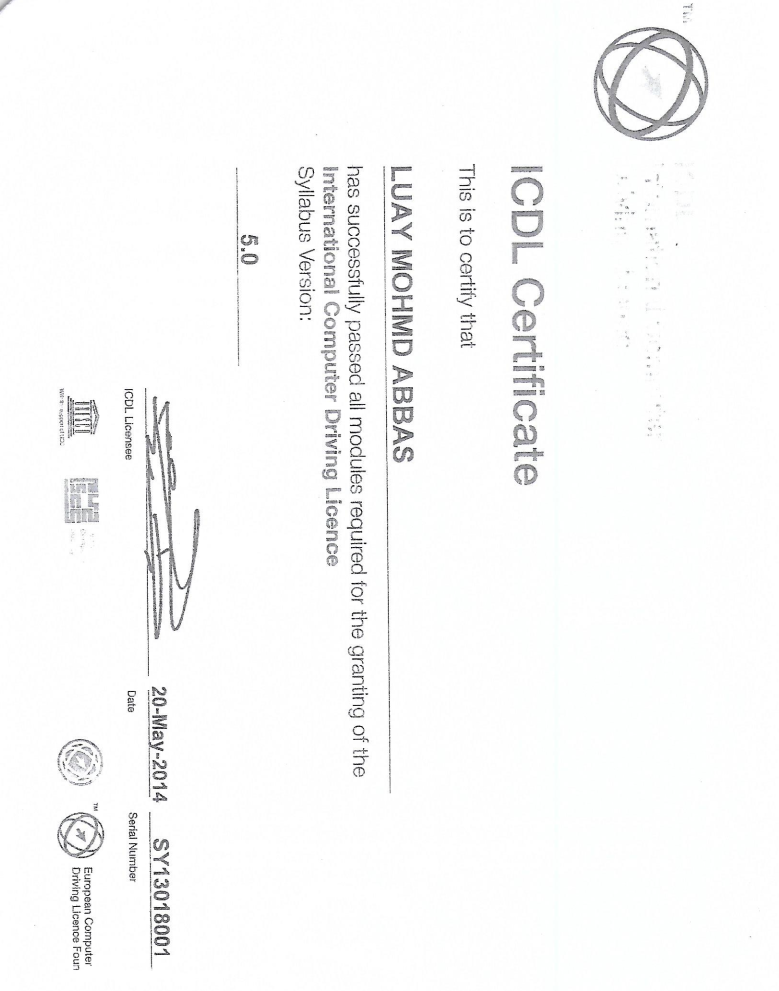 TM
ICDL Certificate
This is to certify that
LUAY MOHMD ABBAS
has successfully passed all modules required for the granting of the
International Computer Driving Licence
Syllabus Version:
5.0
20-May-2014
SY13018001
ICDL Licensee
Date
Serial Number
TM
European Computer
Driving Licence Foun